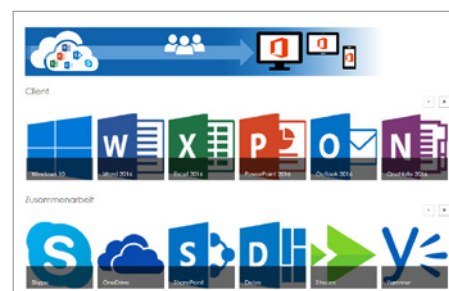 Client
Windows 10 Word 2016 Excel 2016 PowerPoint 2016 Outlook 2016 OneNote 2016
Zusammenarbeit
Skype OneDrive SharePoint Delve Stream Yammer